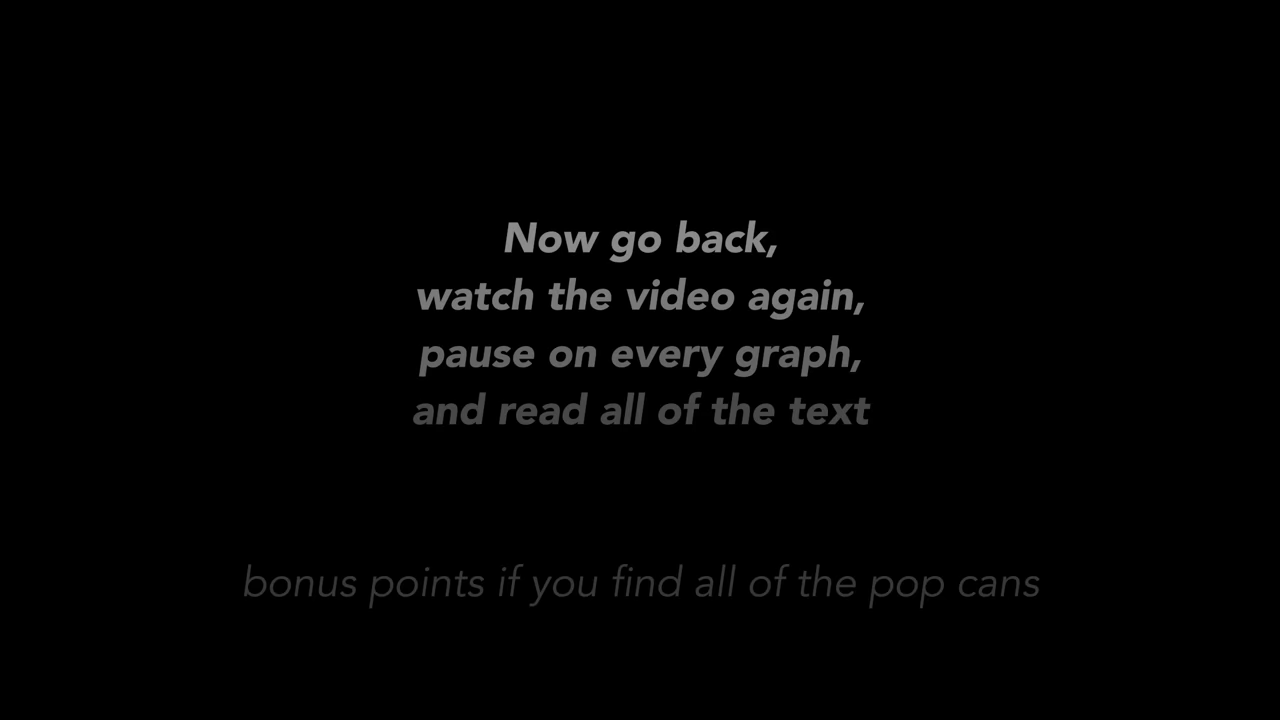 Now go back,
watch the video again,
pause on every graph,
and read all of the text
bonus points if you find all of the pop cans